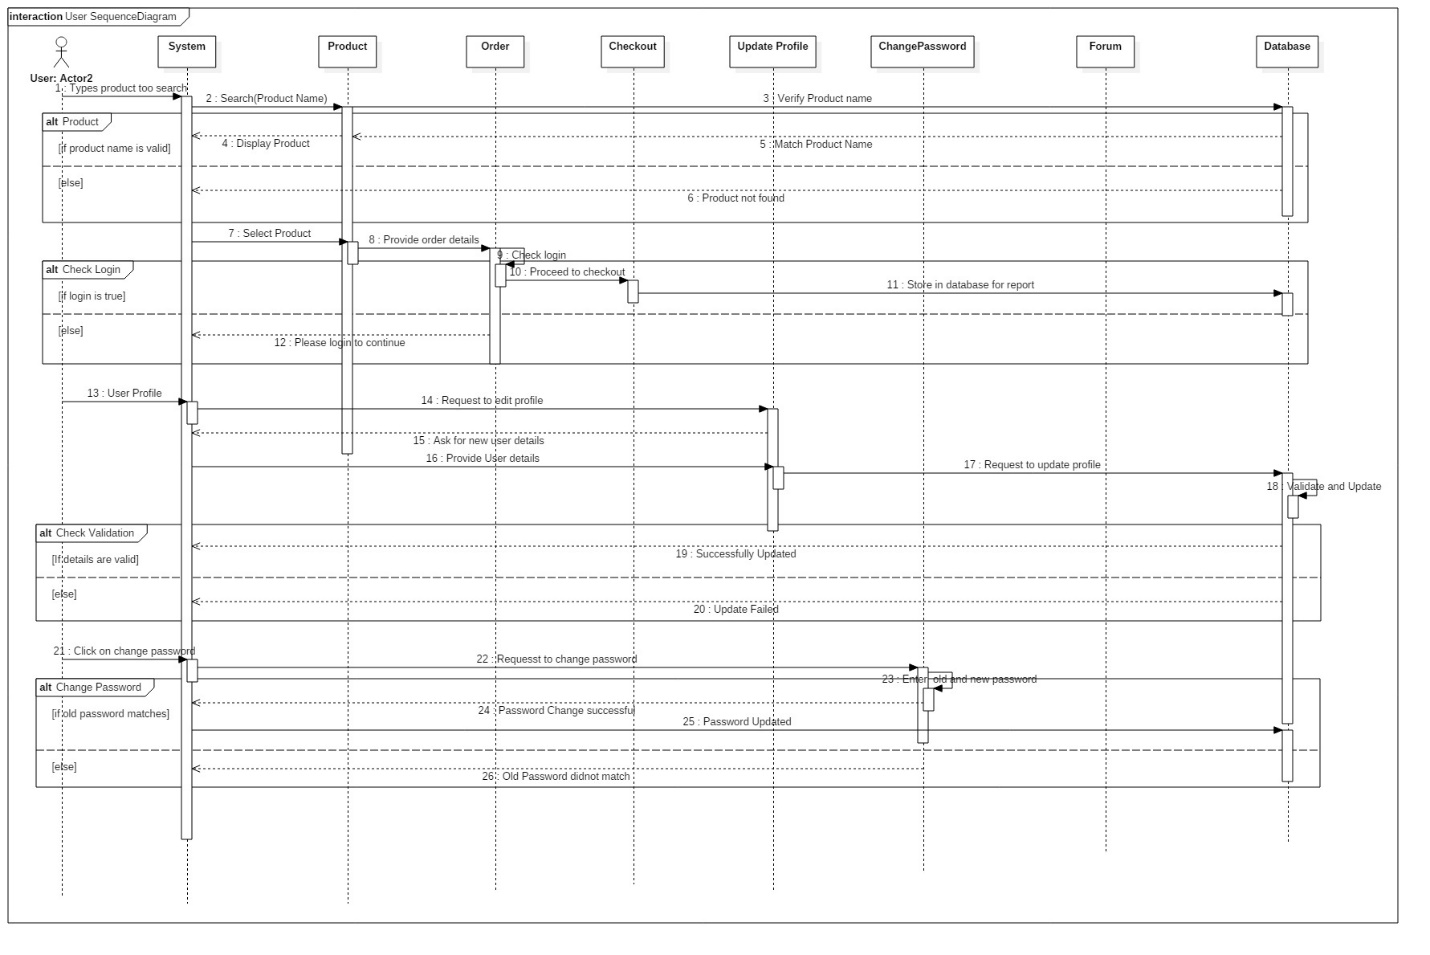 interaction User SequenceDiagram
System
Product
Order
Checkout
Update Profile
ChangePassword
Forum
Database
User: Actor2
1 : Types product too search
2 : Search(Product Name)
3 : Verify Product name
alt Product
[if product name is valid]
4 : Display Product
5 : Match Product Name
[else]
6 : Product not found
7 : Select Product
8 : Provide order details
9 : Check login
alt Check Login
10 : Proceed to checkout
11 : Store in database for report
[if login is true]
[else]
12 : Please login to continue
13 : User Profile
14 : Request to edit profile
15 : Ask for new user details
16 : Provide User details
17 : Request to update profile
18 : Validate and Update
alt Check Validation
19 : Successfully Updated
[If details are valid]
[else]
20 : Update Failed
21 : Click on change password
22 : Requesst to change password
23 : Enter old and new password
alt Change Password
24 : Password Change successful
[if old password matches]
25 : Password Updated
[else]
26 : Old Password didnot match